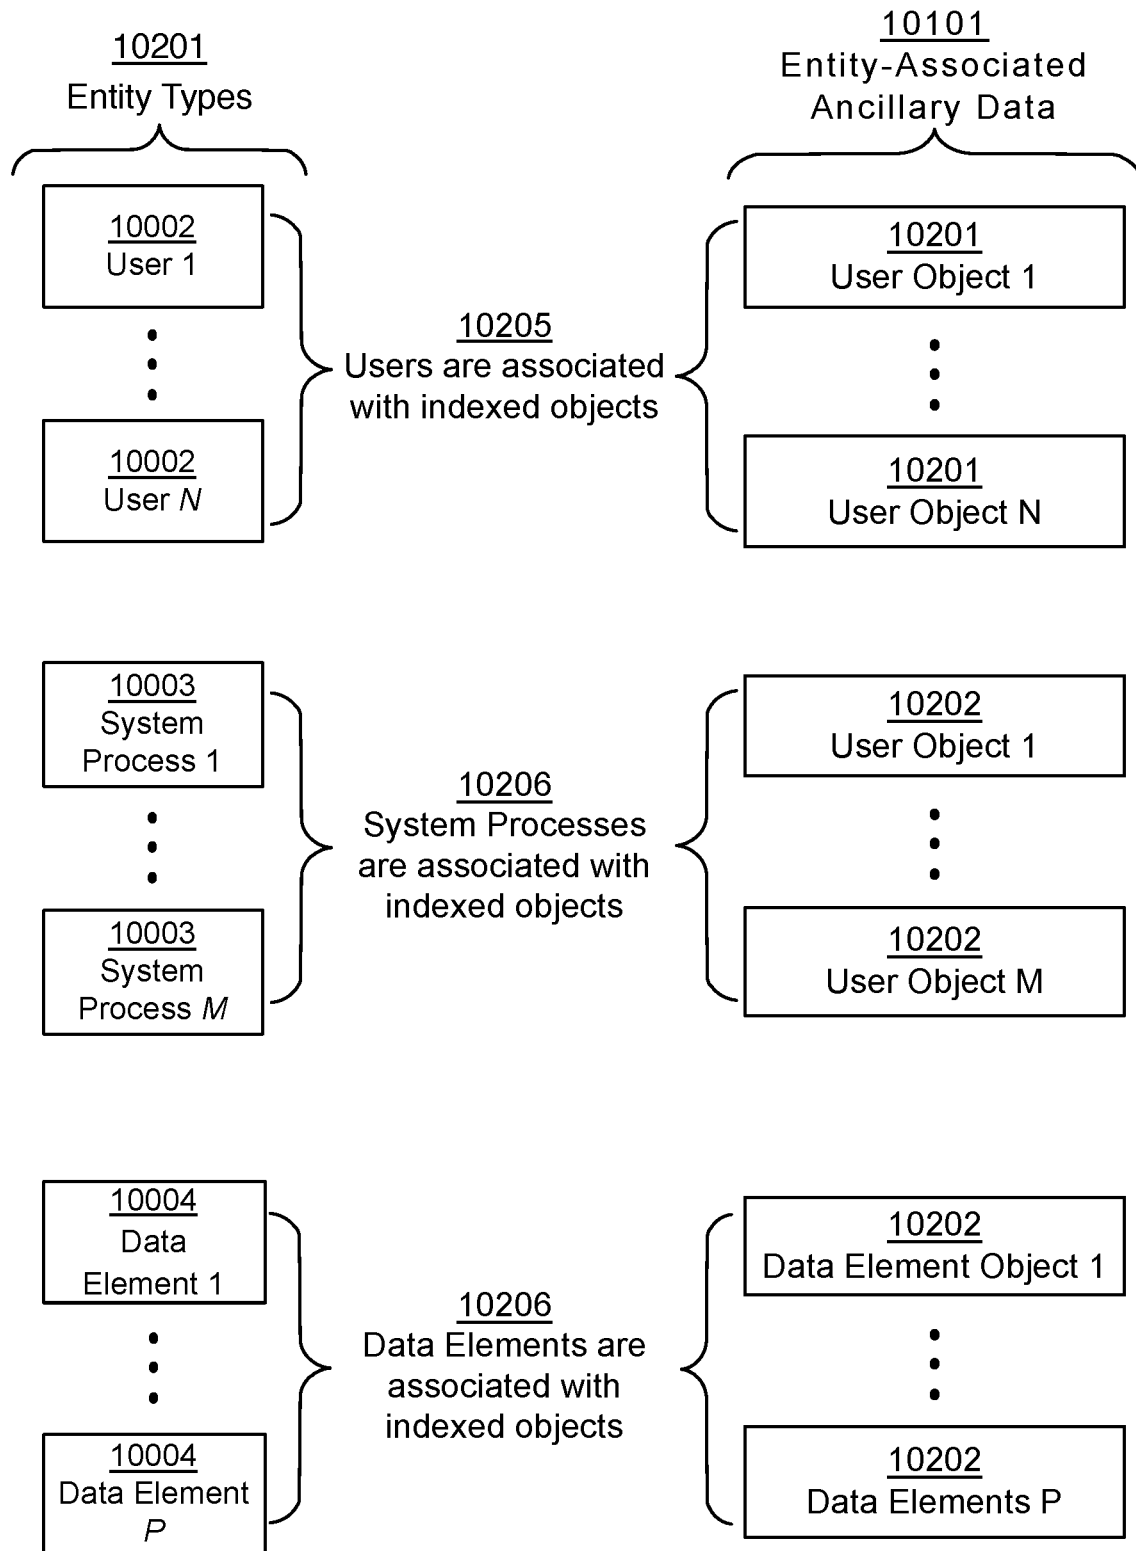 10201
Entity Types
10101
Entity-Associated
Ancillary Data
10002
User 1
10002
User N
10205
Users are associated
with indexed objects
10201
User Object 1
10201
User Object N
10003
System
Process 1
10003
System
Process M
10206
System Processes
are associated with
indexed objects
10202
User Object 1
10202
User Object M
10004
Data
Element 1
10004
Data Element
P
10206
Data Elements are
associated with
indexed objects
10202
Data Element Object 1
10202
Data Elements P